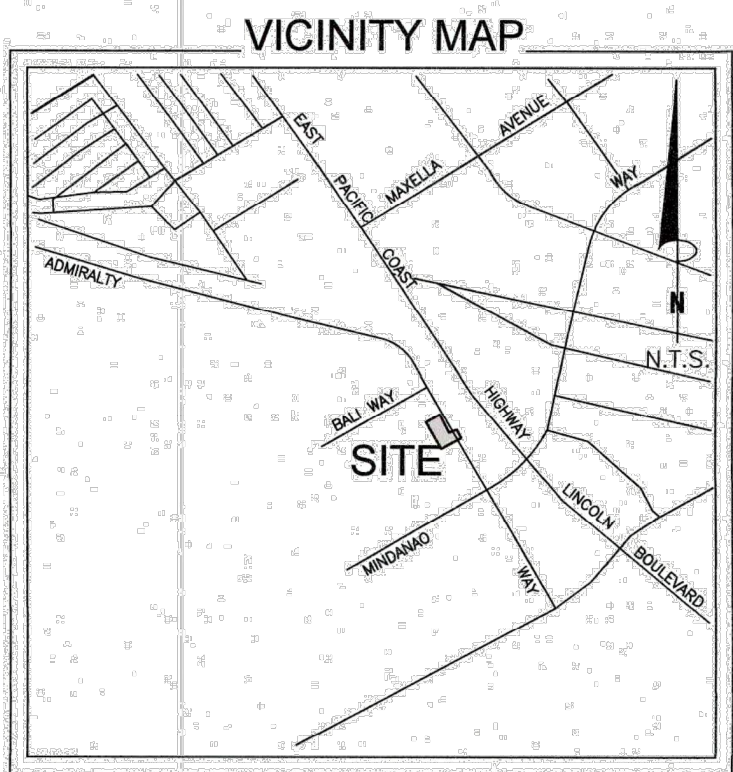 VICINITY MAP
EAST
PACIFIC
COAST
HIGHWAY
MAXELLA
AVENUE
WAY
ADMIRALTY
N
N.T.S.
BALI WAY
SITE
LINCOLN
BOULEVARD
MINDANAO
WAY